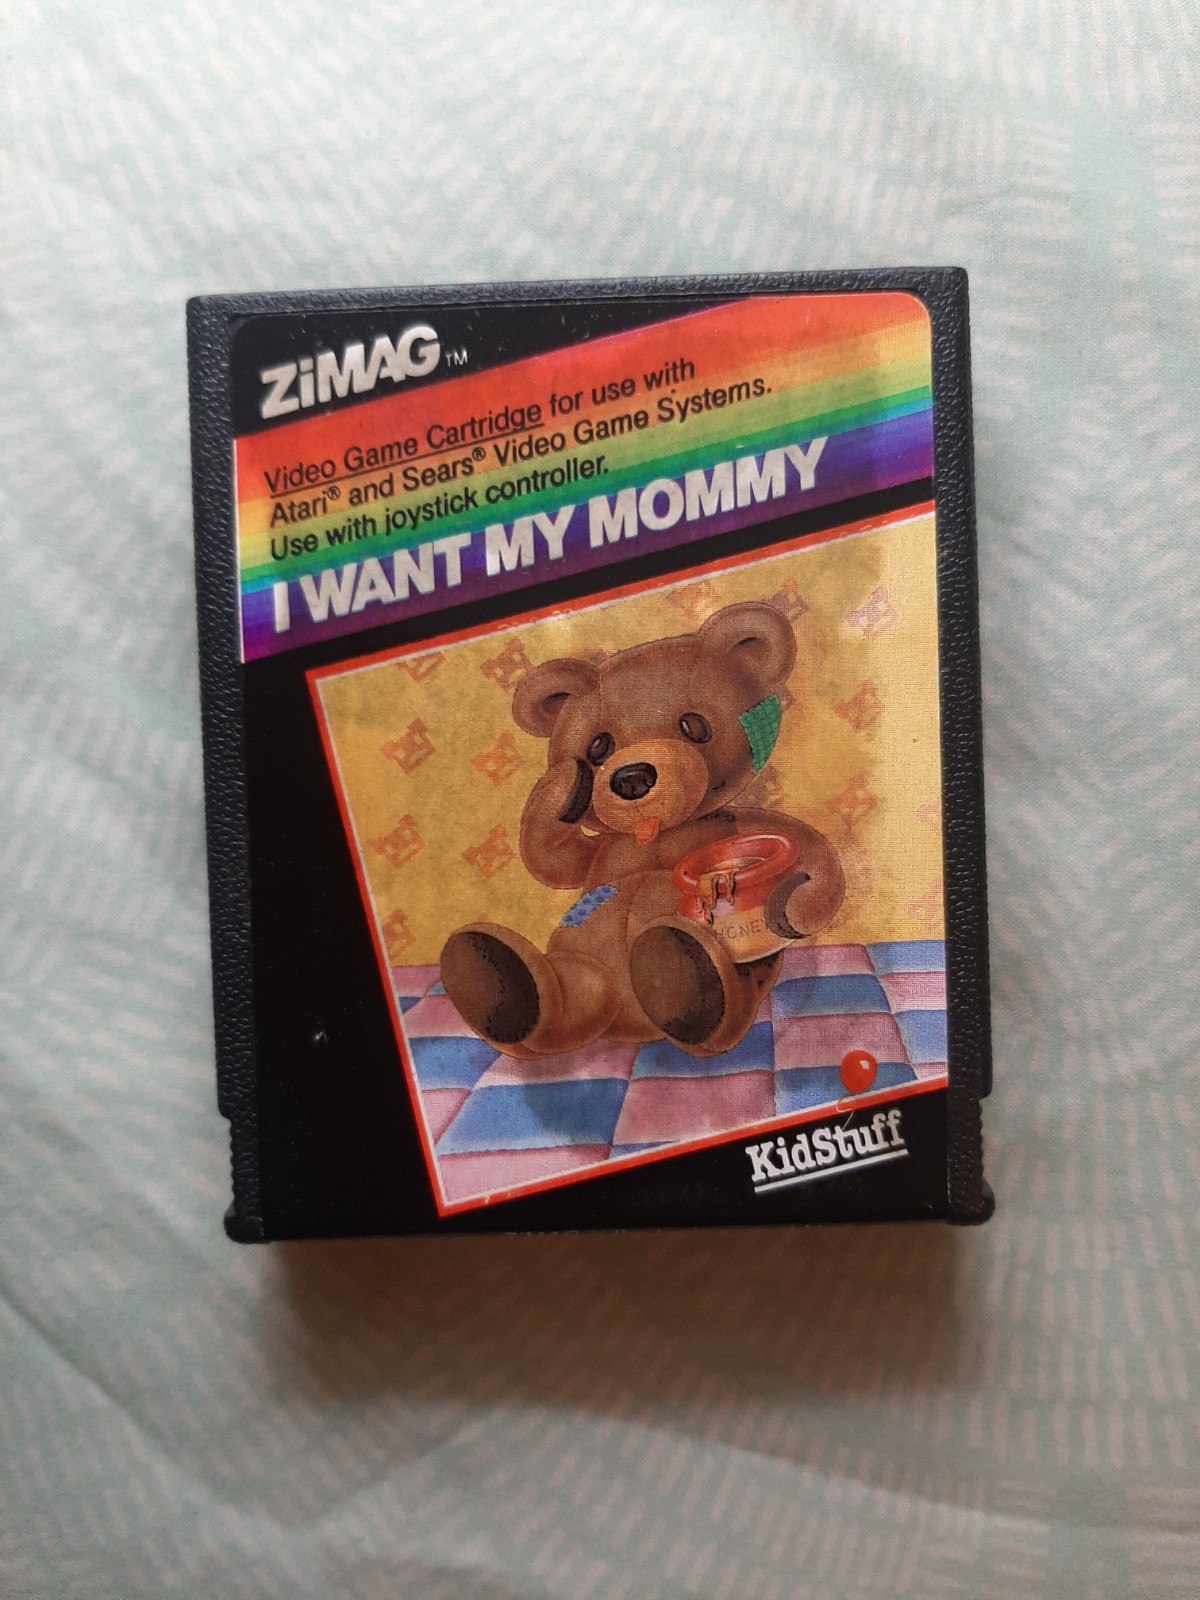 ZiMAG™
Video Game Cartridge for use with
Atari® and Sears® Video Game Systems.
Use with joystick controller.
I WANT MY MOMMY
HONEY
KidStuff